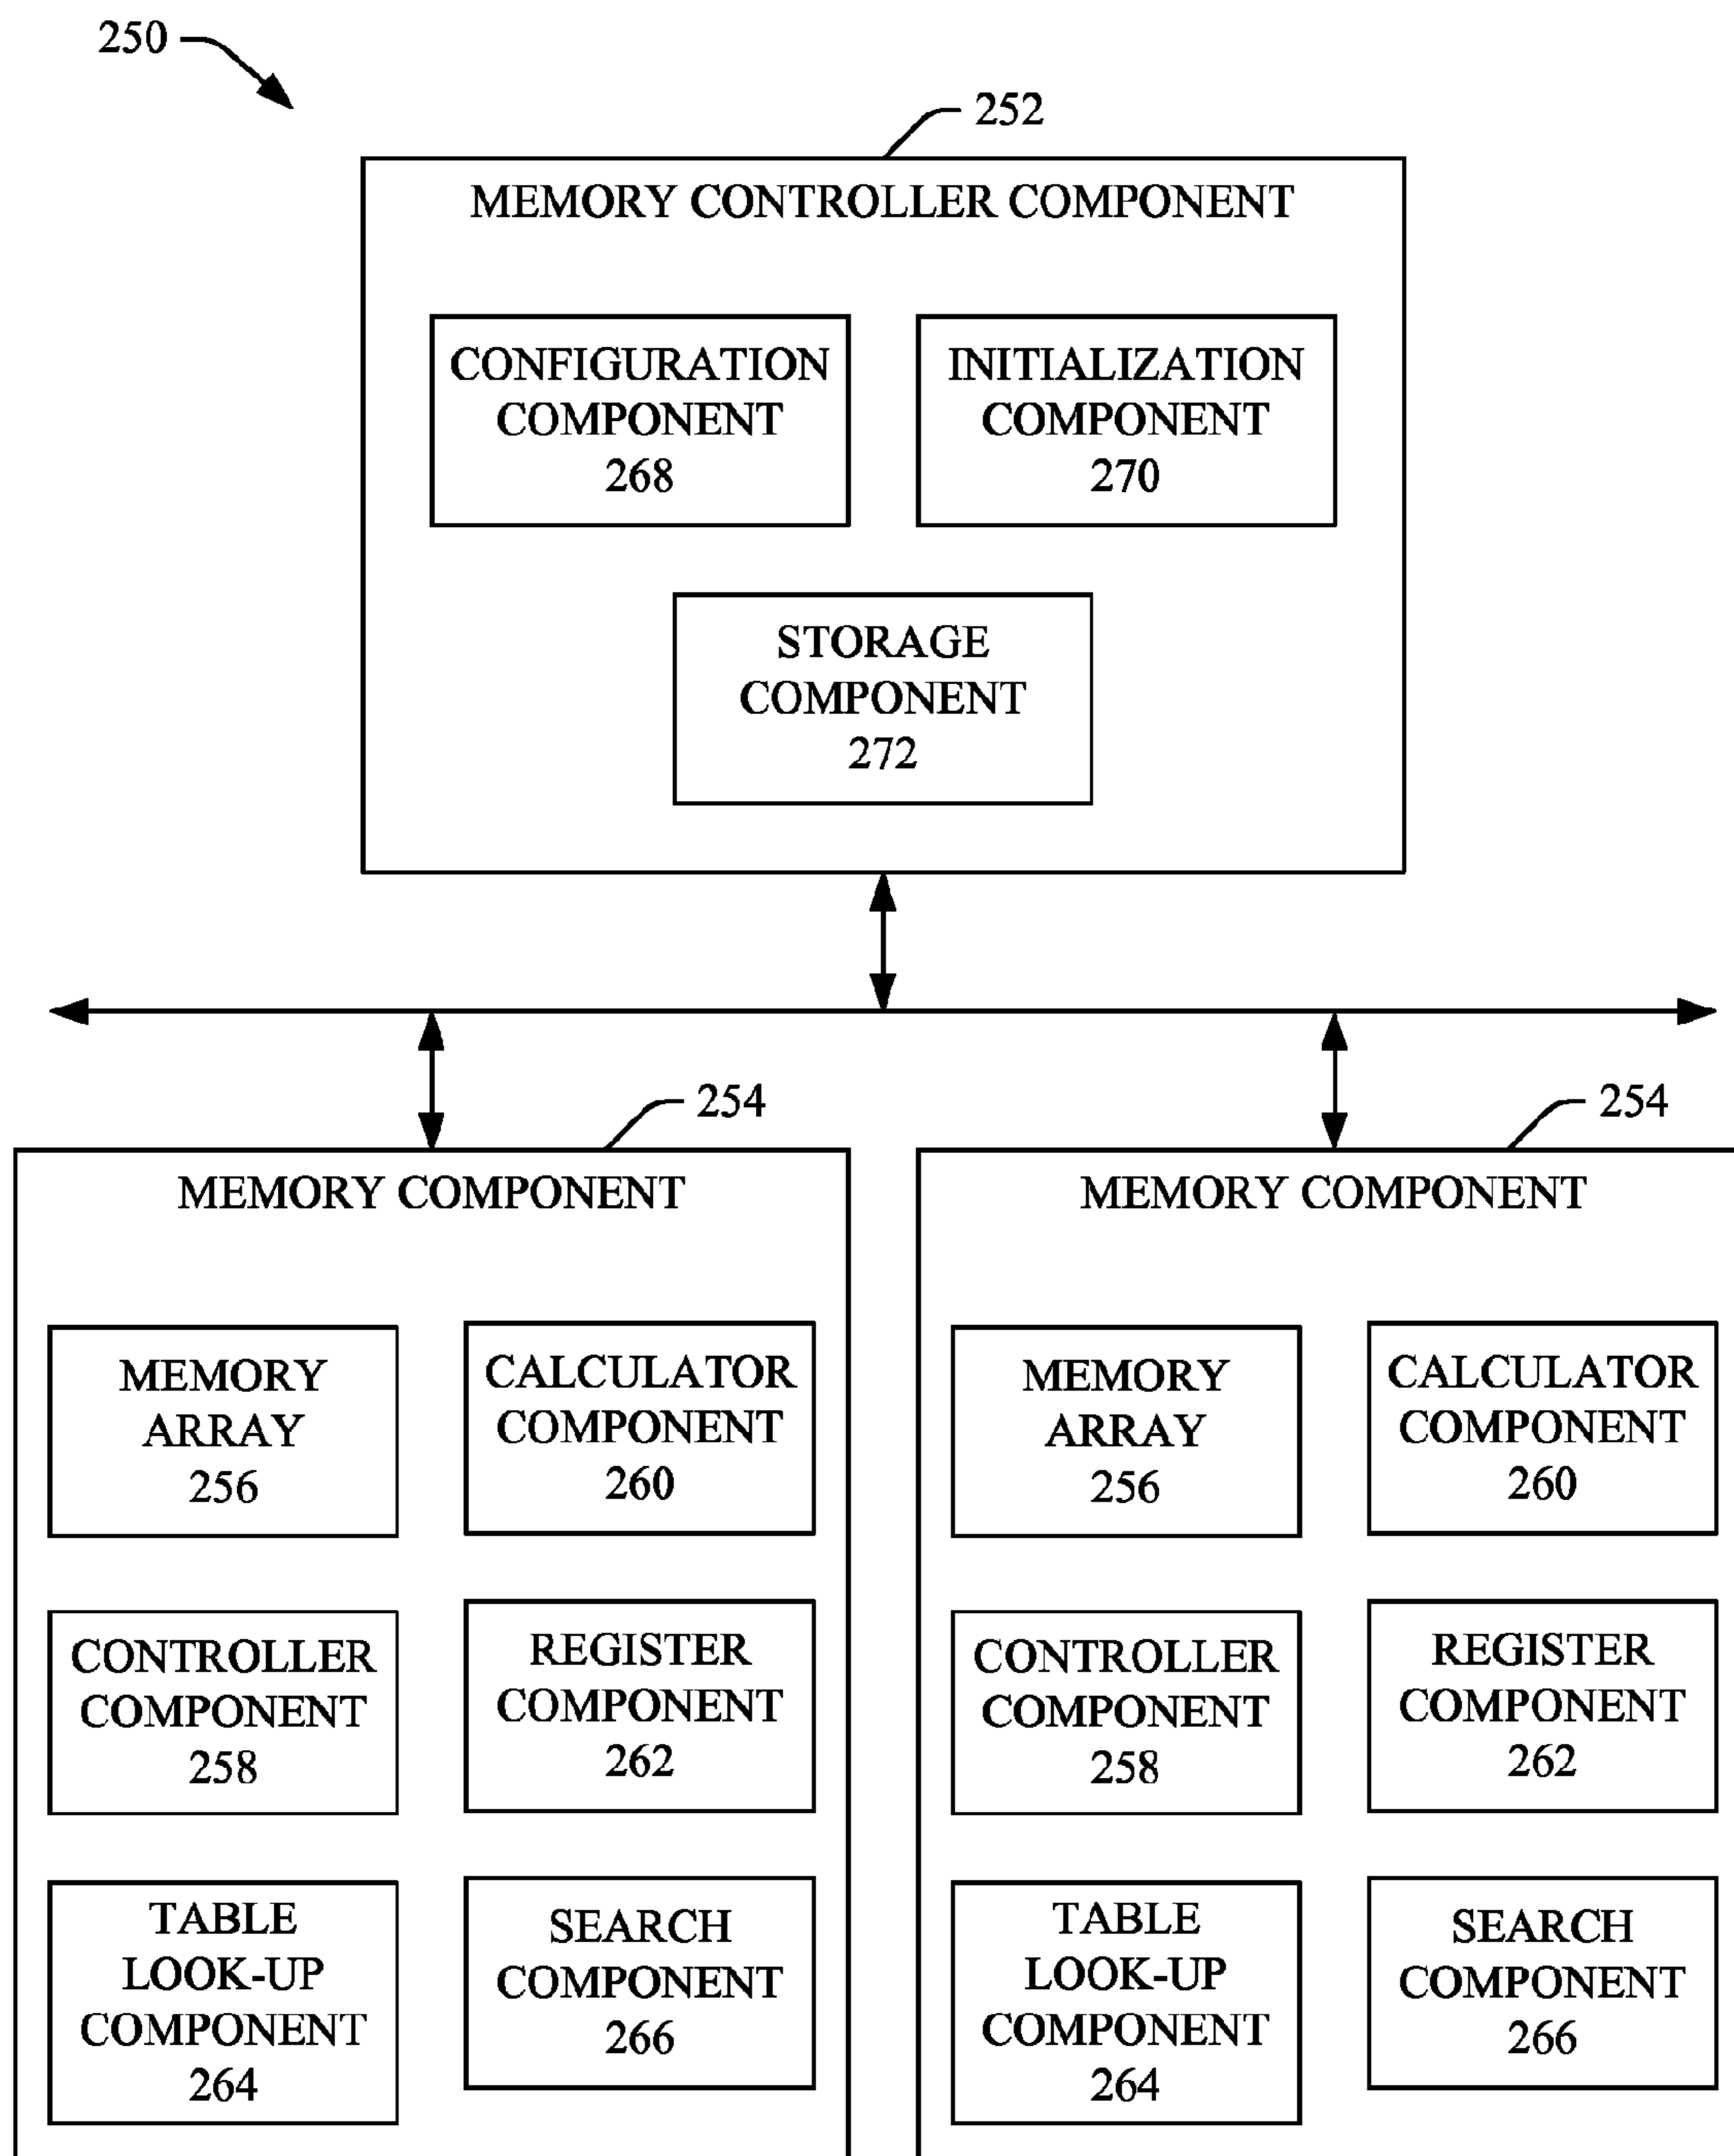 250
252
MEMORY CONTROLLER COMPONENT
CONFIGURATION
COMPONENT
268
INITIALIZATION
COMPONENT
270
STORAGE
COMPONENT
272
254
MEMORY COMPONENT
MEMORY
ARRAY
256
CALCULATOR
COMPONENT
260
CONTROLLER
COMPONENT
258
REGISTER
COMPONENT
262
TABLE
LOOK-UP
COMPONENT
264
SEARCH
COMPONENT
266
254
MEMORY COMPONENT
MEMORY
ARRAY
256
CALCULATOR
COMPONENT
260
CONTROLLER
COMPONENT
258
REGISTER
COMPONENT
262
TABLE
LOOK-UP
COMPONENT
264
SEARCH
COMPONENT
266